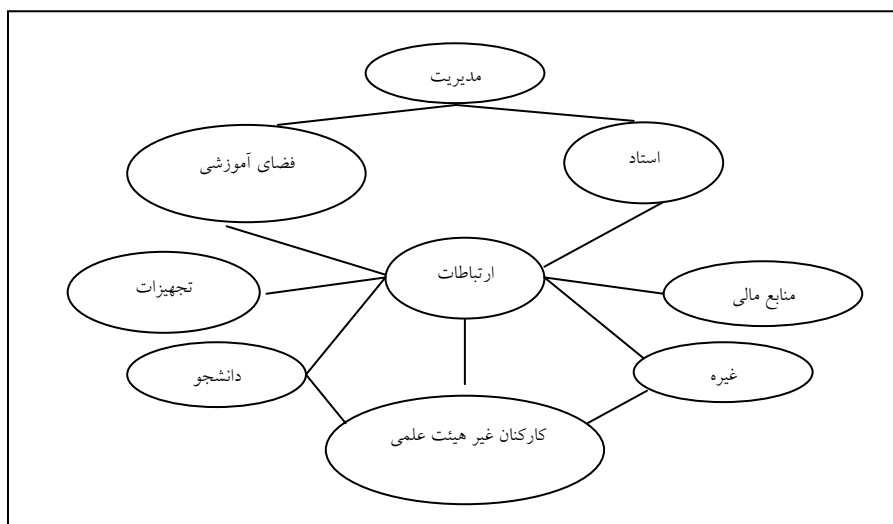 مدیریت
استاد
فضای آموزشی
ارتباطات
منابع مالی
تجهیزات
غیره
دانشجو
کارکنان غیر هیئت علمی